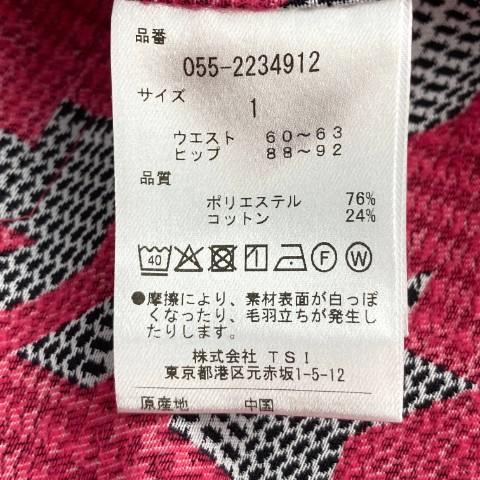 品番
055-2234912
サイズ
1
ウエスト 60～63
ヒップ 88～92
品質
ポリエステル 76%
コットン 24%
40 F W
●摩擦により、素材表面が白っぽ
くなったり、毛羽立ちが発生し
たりします。
株式会社 TSI
東京都港区元赤坂1-5-12
原産地 中国